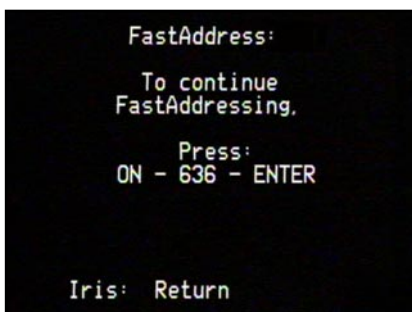 FastAddress:
To continue
FastAddressing,
Press:
ON - 636 - ENTER
Iris: Return